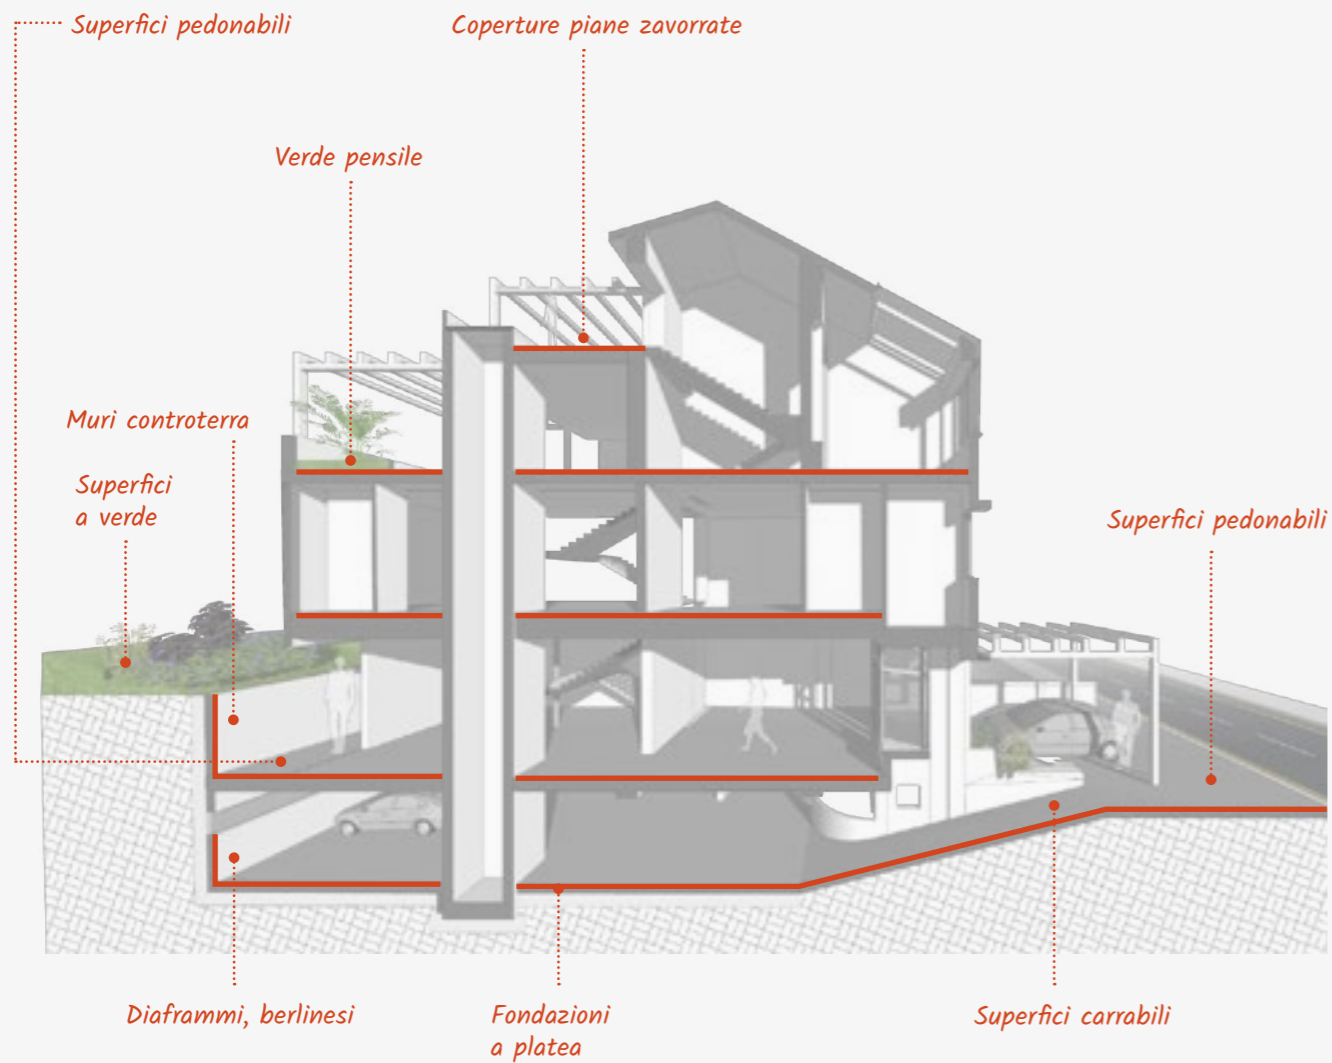 Superfici pedonabili
Coperture piane zavorrate
Verde pensile
Muri controterra
Superfici
a verde
Superfici pedonabili
Diaframmi, berlinesi
Fondazioni
a platea
Superfici carrabili